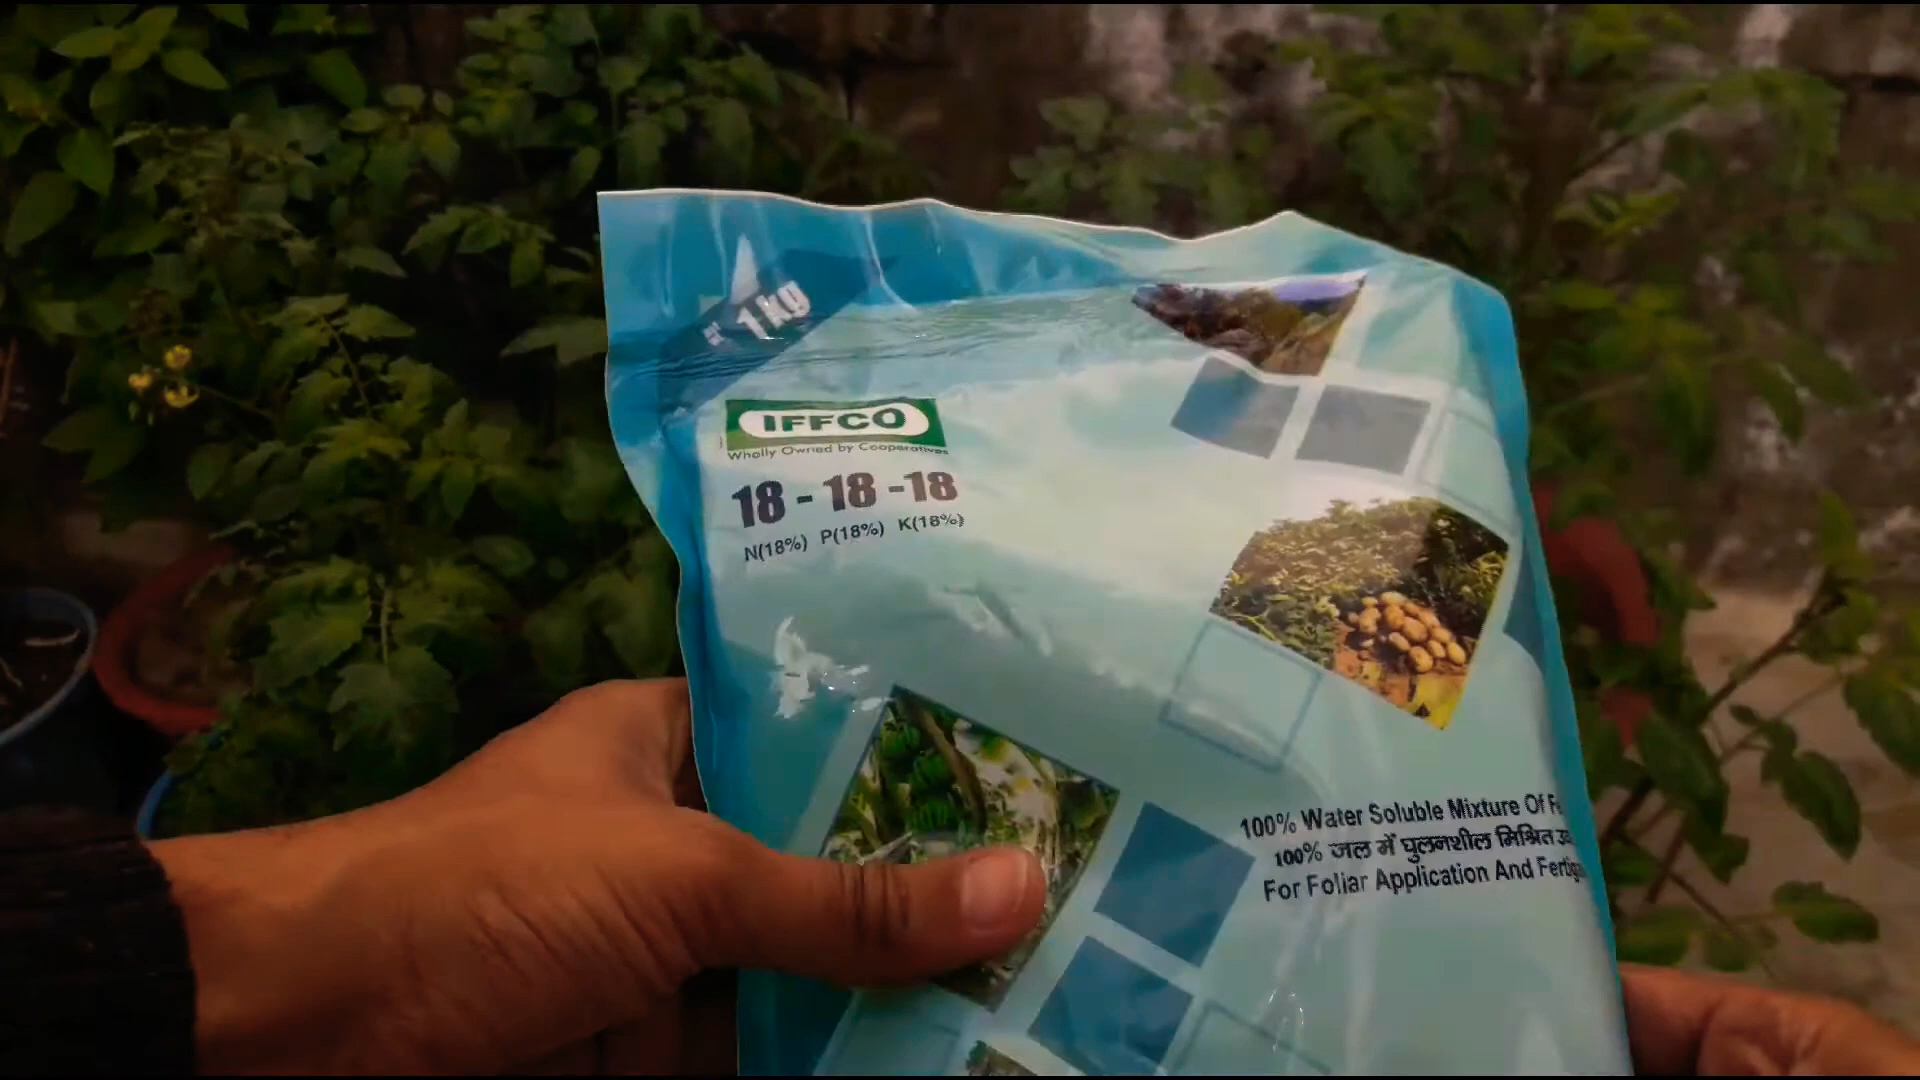 1kg
IFFCO
Wholly Owned by Cooperatives
18 - 18 - 18
N(18%) P(18%) K(18%)
100% Water Soluble Mixture Of
100% जल में घुलनशील मिश्रित
For Foliar Application And